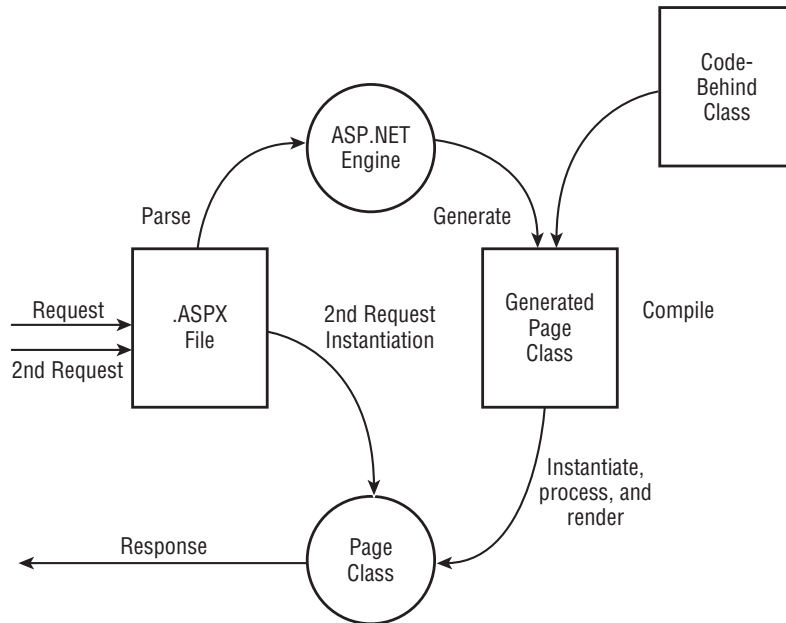 Code-
Behind
Class
ASP.NET
Engine
Parse
Generate
Request
2nd Request
.ASPX
File
2nd Request
Instantiation
Generated
Page
Class
Compile
Instantiate,
process, and
render
Response
Page
Class